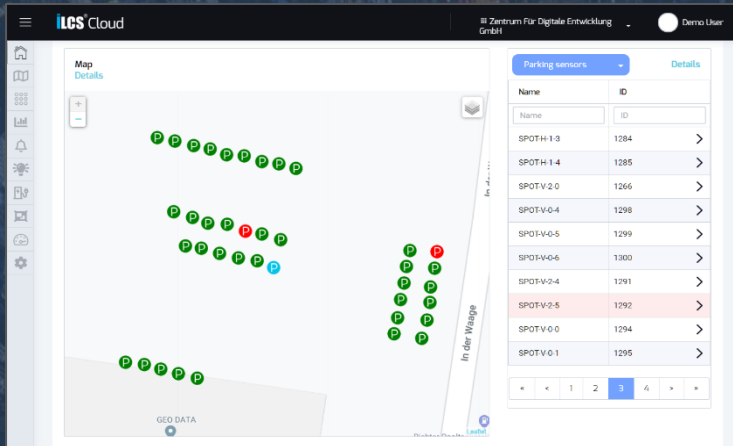 iLCS Cloud
Zentrum Für Digitale Entwicklung
GmbH
Demo User
Map
Details
+
−
P P P P P P P P P
P P P P P P P
P P P P P P
P P
P P
P P
P P
P P
P P
P P P P P
In der Waage
GEO DATA
Leaflet
Parking sensors
Details
Name ID
Name ID
SPOT-H-1-3 1284
SPOT-H-1-4 1285
SPOT-V-2-0 1266
SPOT-V-0-4 1298
SPOT-V-0-5 1299
SPOT-V-0-6 1300
SPOT-V-2-4 1291
SPOT-V-2-5 1292
SPOT-V-0-0 1294
SPOT-V-0-1 1295
« < 1 2 3 4 > »